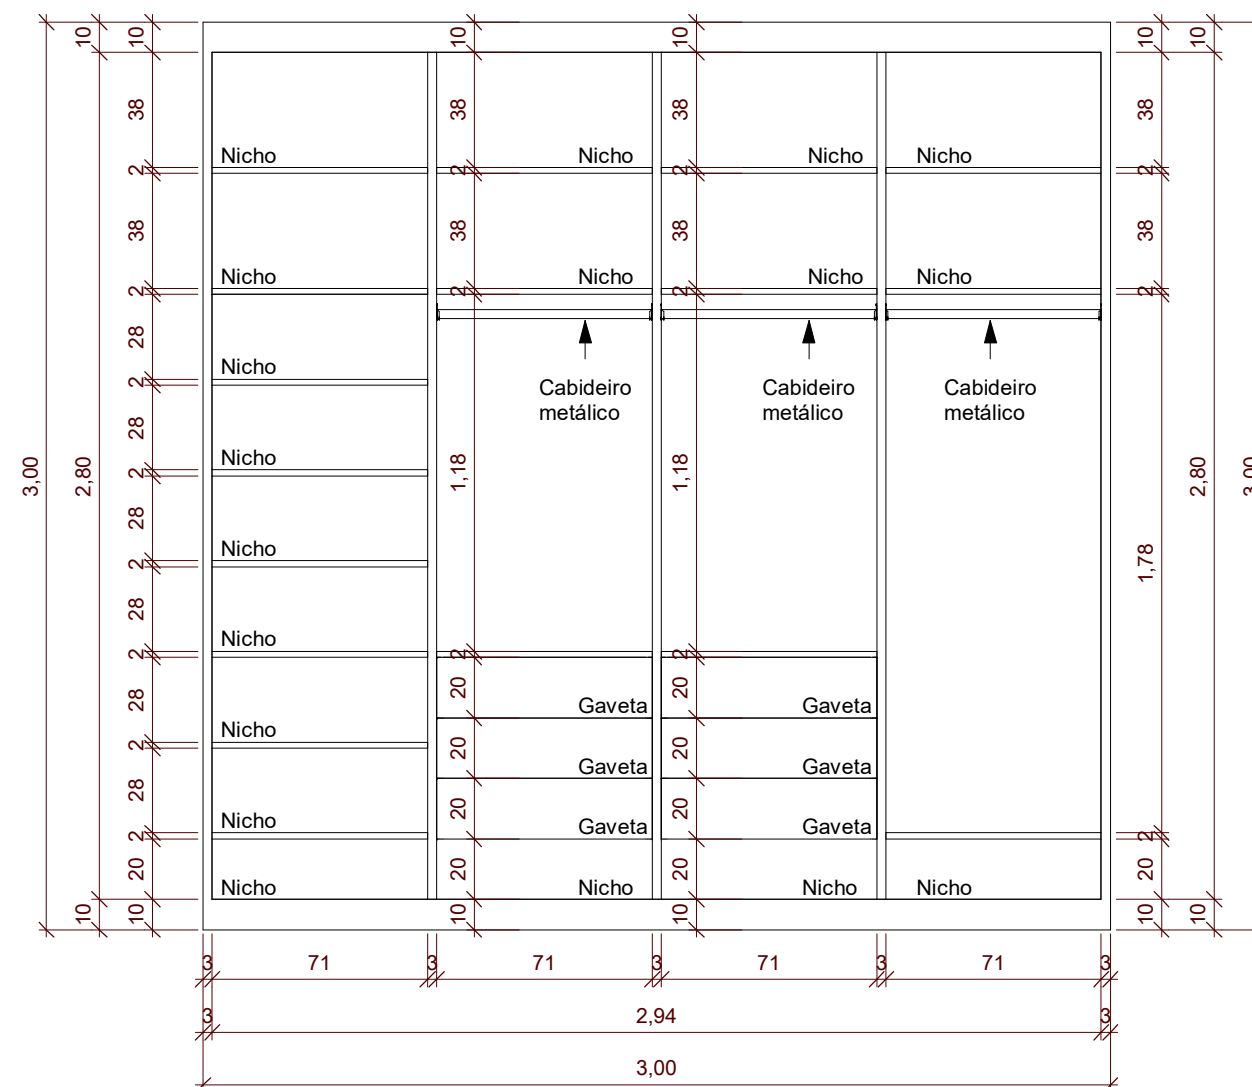 10 10 10 10 10 10
38 38 38 38
Nicho Nicho Nicho Nicho
2 2 2 2
38 38 38 38
Nicho Nicho Nicho Nicho
2 2 2 2
28
Nicho
Cabideiro Cabideiro Cabideiro
metálico metálico metálico
2
28
Nicho
3,00 2,80 2 1,18 1,18 2,80 3,00
28
Nicho
2 1,78
28
Nicho
2 2 2
20 20
28 Gaveta Gaveta
Nicho
2 20 20
Gaveta Gaveta
28 20 20
Nicho Gaveta Gaveta
2 2
20 20 20 20
Nicho Nicho Nicho Nicho
10 10 10 10 10 10
3 71 3 71 3 71 3 71 3
3 2,94 3
3,00